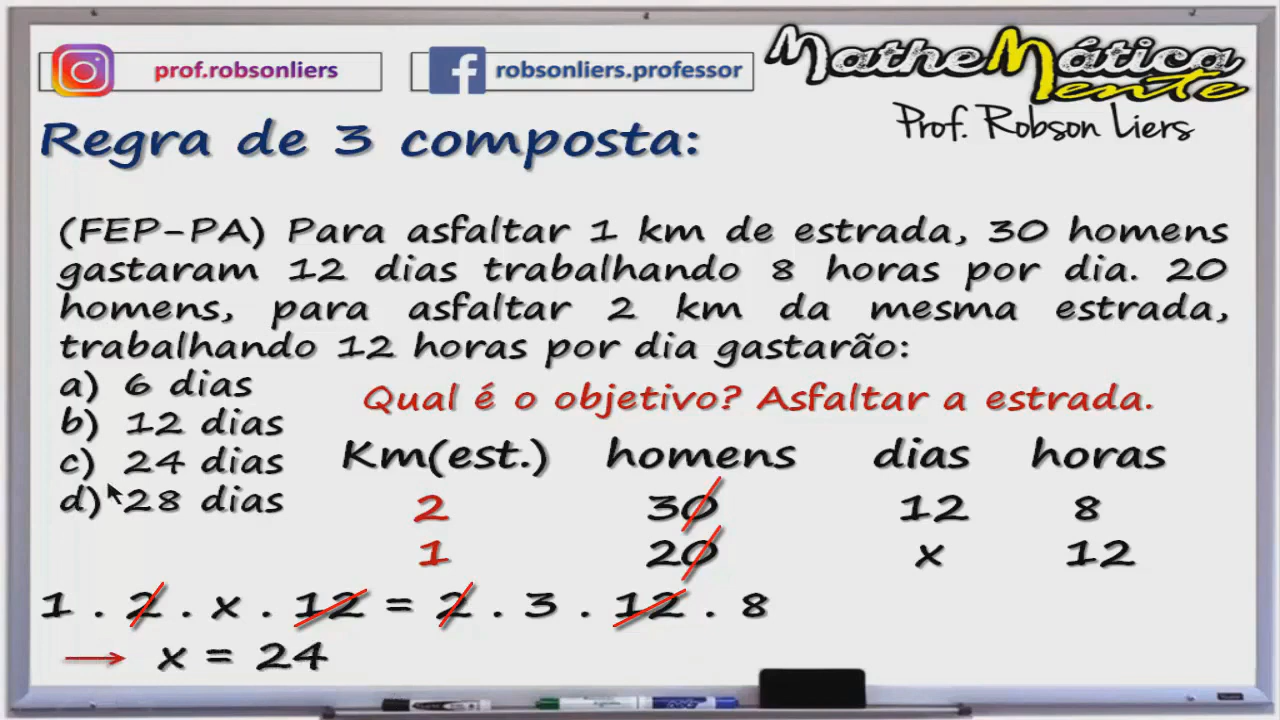 prof.robsonliers
robsonliers.professor
MatheMática
mente
Prof. Robson Liers
Regra de 3 composta:
(FEP-PA) Para asfaltar 1 km de estrada, 30 homens
gastaram 12 dias trabalhando 8 horas por dia. 20
homens, para asfaltar 2 km da mesma estrada,
trabalhando 12 horas por dia gastarão:
a) 6 dias
b) 12 dias
c) 24 dias
d) 28 dias
Qual é o objetivo? Asfaltar a estrada.
Km(est.) homens dias horas
2 30 12 8
1 20 x 12
1 . 2 . x . 12 = 2 . 3 . 12 . 8
→ x = 24